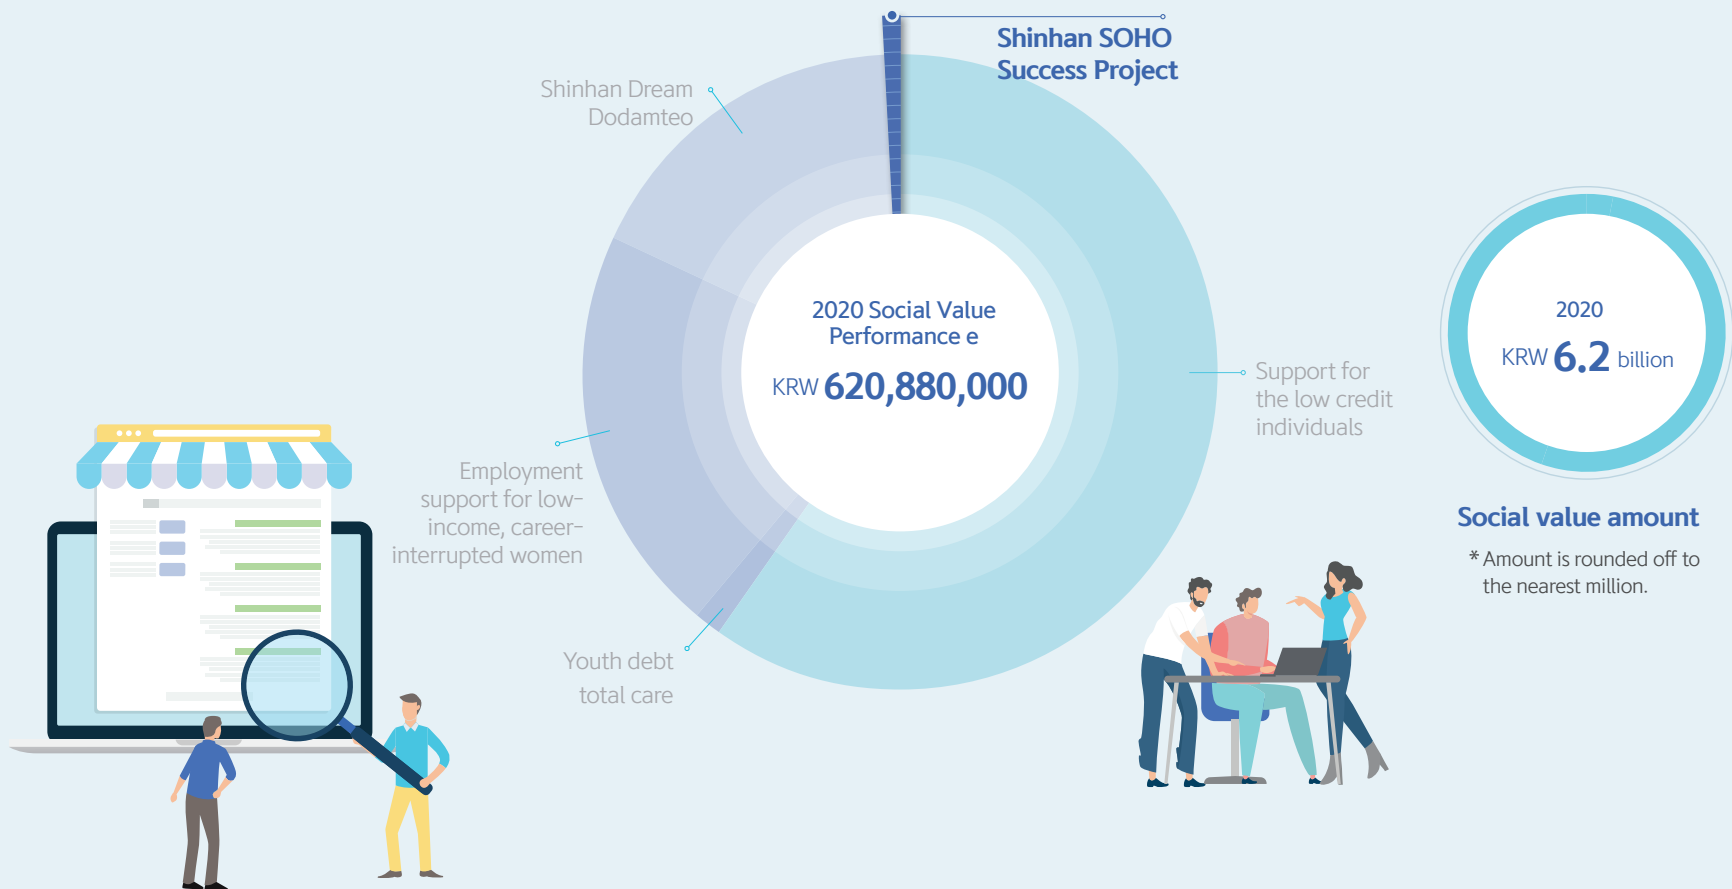 Shinhan SOHO
Success Project
Shinhan Dream
Dodamteo
2020 Social Value
Performance e
KRW 620,880,000
Support for
the low credit
individuals
Employment
support for low-
income, career-
interrupted women
Youth debt
total care
2020
KRW 6.2 billion
Social value amount
* Amount is rounded off to
the nearest million.